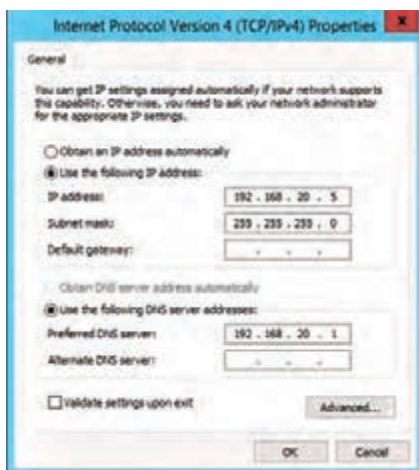 Internet Protocol Version 4 (TCP/IPv4) Properties
x
General
You can get IP settings assigned automatically if your network supports
this capability. Otherwise, you need to ask your network administrator
for the appropriate IP settings.
Obtain an IP address automatically
Use the following IP address:
IP address: 192 . 168 . 20 . 5
Subnet mask: 255 . 255 . 255 . 0
Default gateway: . . .
Obtain DNS server address automatically
Use the following DNS server addresses:
Preferred DNS server: 192 . 168 . 20 . 1
Alternate DNS server: . . .
Validate settings upon exit
Advanced...
OK Cancel